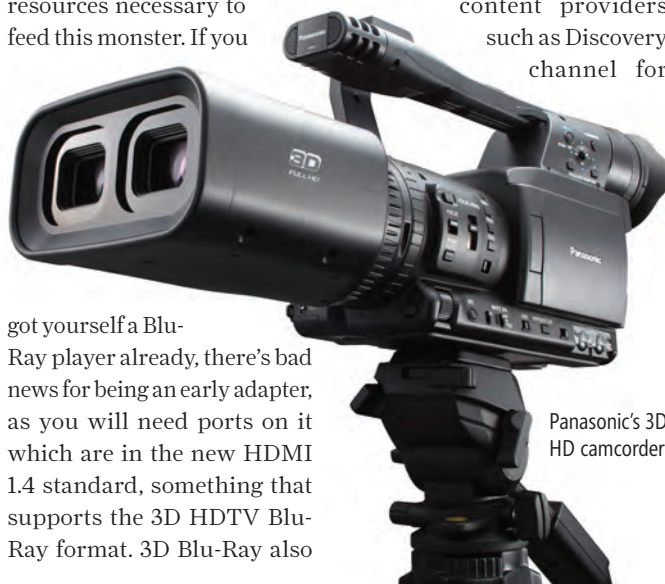 resources necessary to
feed this monster. If you
got yourself a Blu-
Ray player already, there's bad
news for being an early adapter,
as you will need ports on it
which are in the new HDMI
1.4 standard, something that
supports the 3D HDTV Blu-
Ray format. 3D Blu-Ray also
content providers
such as Discovery
channel for
Panasonic
3D
FULL HD
Panasonic
Panasonic's 3D
HD camcorder